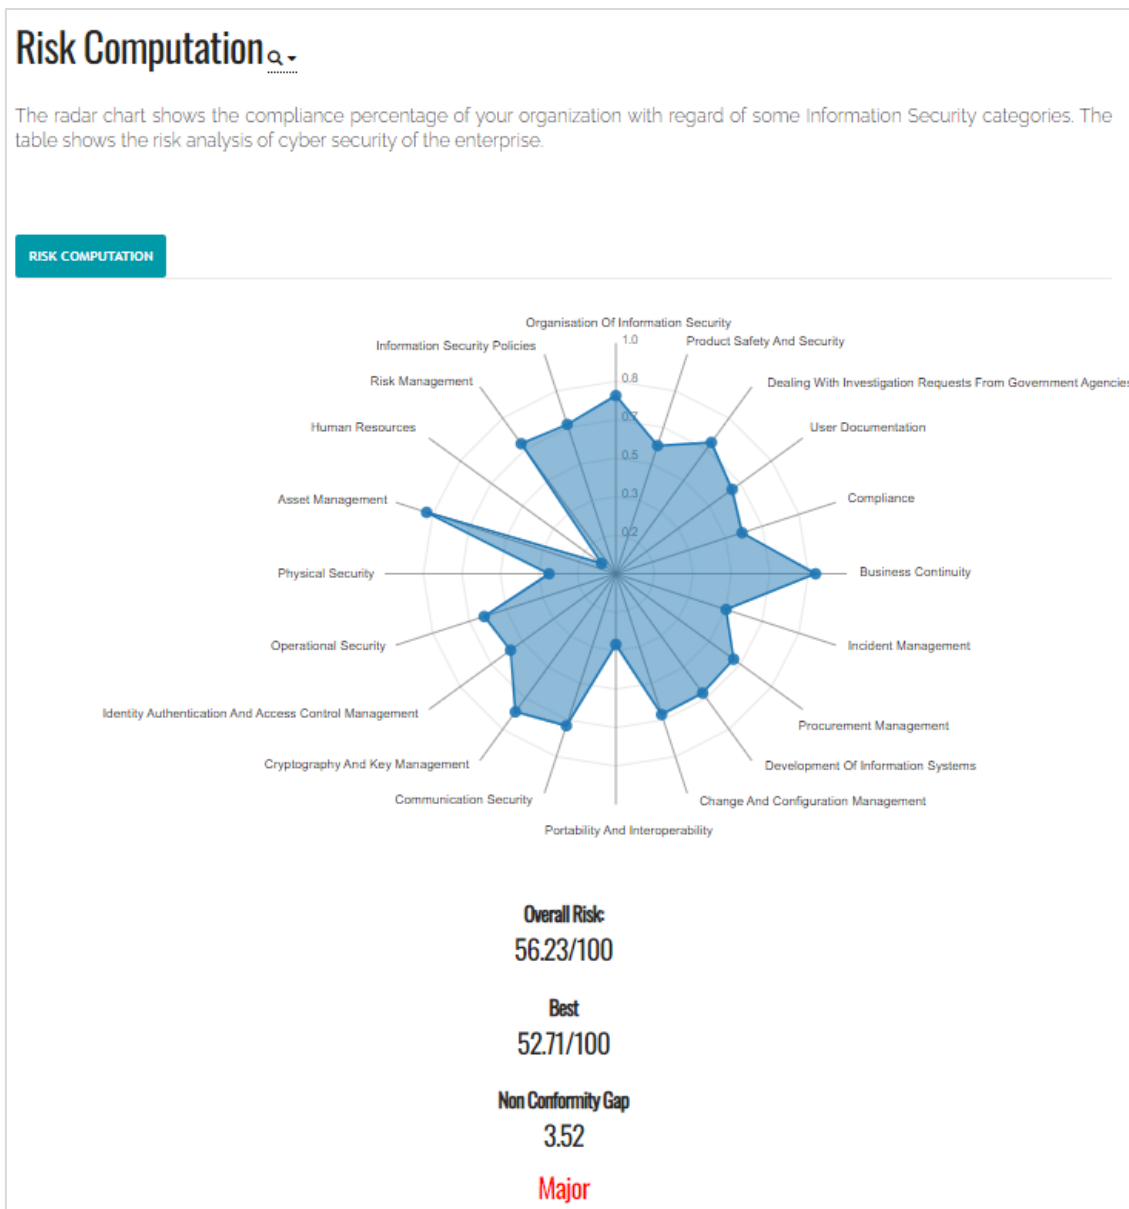 Risk Computation
The radar chart shows the compliance percentage of your organization with regard of some Information Security categories. The
table shows the risk analysis of cyber security of the enterprise.
RISK COMPUTATION
Organisation Of Information Security
Information Security Policies
1.0
Product Safety And Security
Risk Management
0.8
Dealing With Investigation Requests From Government Agencies
Human Resources
0.7
User Documentation
0.5
Asset Management
0.3
Compliance
0.2
Physical Security
Business Continuity
Operational Security
Incident Management
Identity Authentication And Access Control Management
Procurement Management
Cryptography And Key Management
Development Of Information Systems
Communication Security
Change And Configuration Management
Portability And Interoperability
Overall Risk:
56.23/100
Best
52.71/100
Non Conformity Gap
3.52
Major